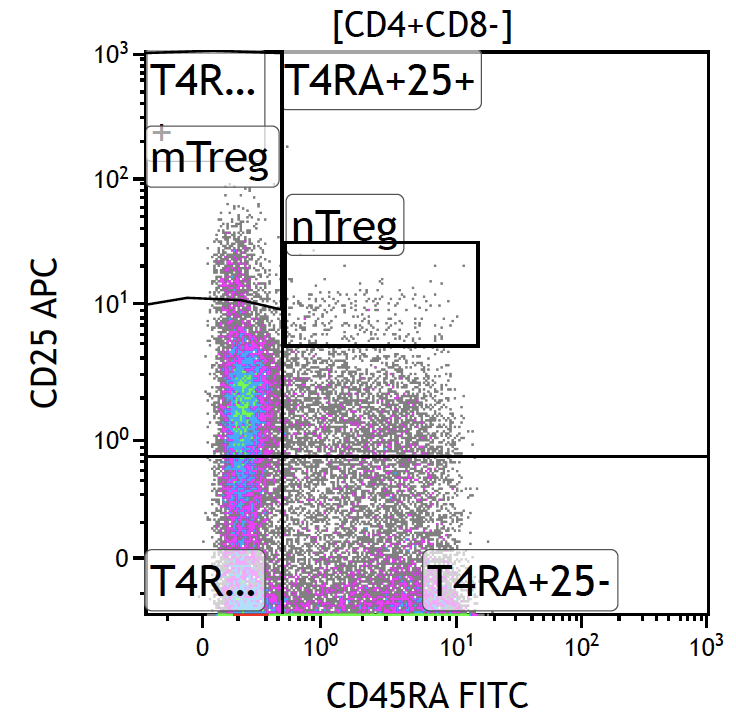 [CD4+CD8-]
T4R... T4RA+25+
mTreg
nTreg
T4R... T4RA+25-
10³
10²
10¹
10⁰
0
CD25 APC
0 10⁰ 10¹ 10² 10³
CD45RA FITC